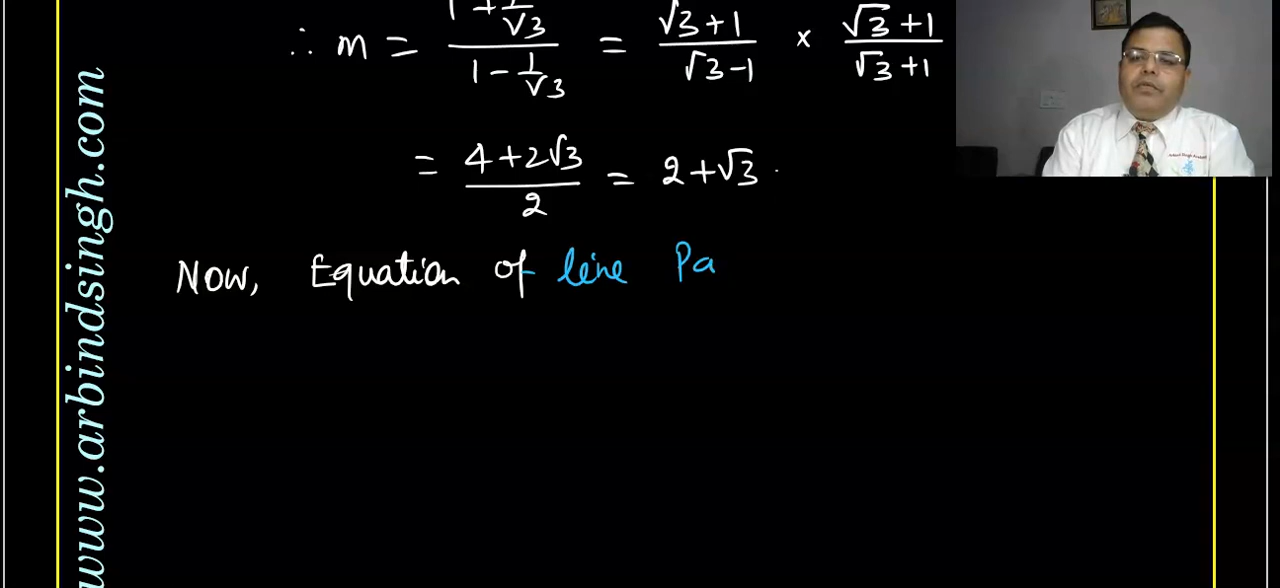 ∴ m = 1 + 1/√3 / 1 - 1/√3 = √3 + 1 / √3 - 1 × √3 + 1 / √3 + 1
= 4 + 2√3 / 2 = 2 + √3 .
Now, Equation of line Pa
www.arbindsingh.com